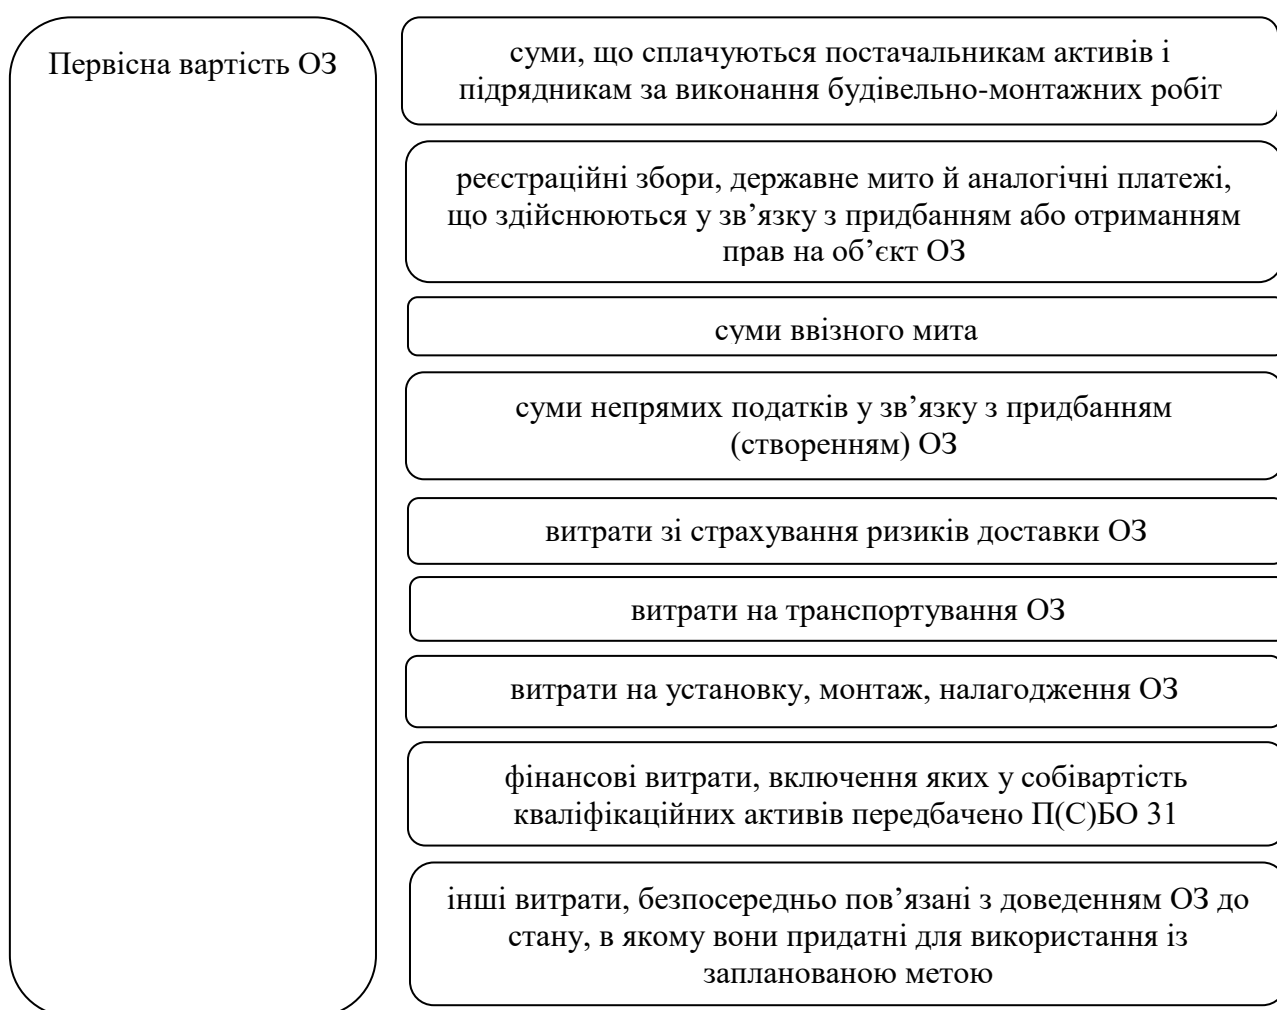 Первісна вартість ОЗ
суми, що сплачуються постачальникам активів і
підрядникам за виконання будівельно-монтажних робіт
реєстраційні збори, державне мито й аналогічні платежі,
що здійснюються у зв’язку з придбанням або отриманням
прав на об’єкт ОЗ
суми ввізного мита
суми непрямих податків у зв’язку з придбанням
(створенням) ОЗ
витрати зі страхування ризиків доставки ОЗ
витрати на транспортування ОЗ
витрати на установку, монтаж, налагодження ОЗ
фінансові витрати, включення яких у собівартість
кваліфікаційних активів передбачено П(С)БО 31
інші витрати, безпосередньо пов’язані з доведенням ОЗ до
стану, в якому вони придатні для використання із
запланованою метою